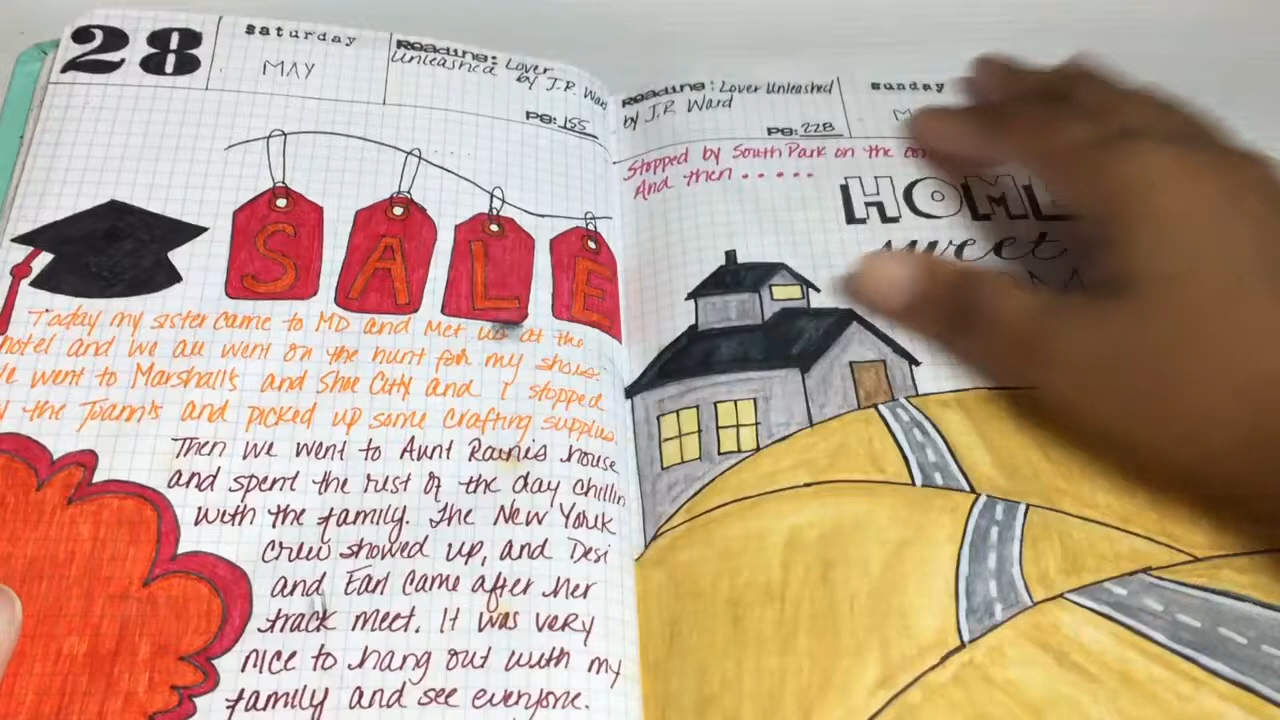 28
saturday
MAY
Reading: Lover
Unleashed
by J.R. Ward
PG: 155
SALE
Today my sister came to MD and met us at the
hotel and we all went on the hunt for my shoes.
We went to Marshall's and Shoe City and I stopped
by the Joann's and picked up some crafting supplies.
Then we went to Aunt Raini's house
and spent the rest of the day chillin
with the family. The New York
crew showed up, and Desi
and Earl came after her
track meet. It was very
nice to hang out with my
family and see everyone.
Reading: Lover Unleashed
by J.R. Ward
PG: 228
sunday
M
Stopped by South Park on the
And then . . . . .
HOME
sweet